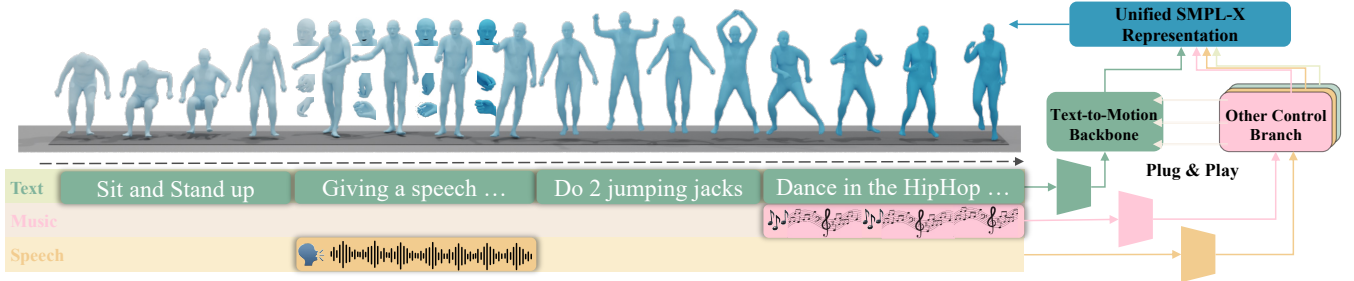 Unified SMPL-X
Representation
Text-to-Motion
Backbone
Other Control
Branch
Plug & Play
Text
Sit and Stand up
Giving a speech ...
Do 2 jumping jacks
Dance in the HipHop ...
Music
Speech